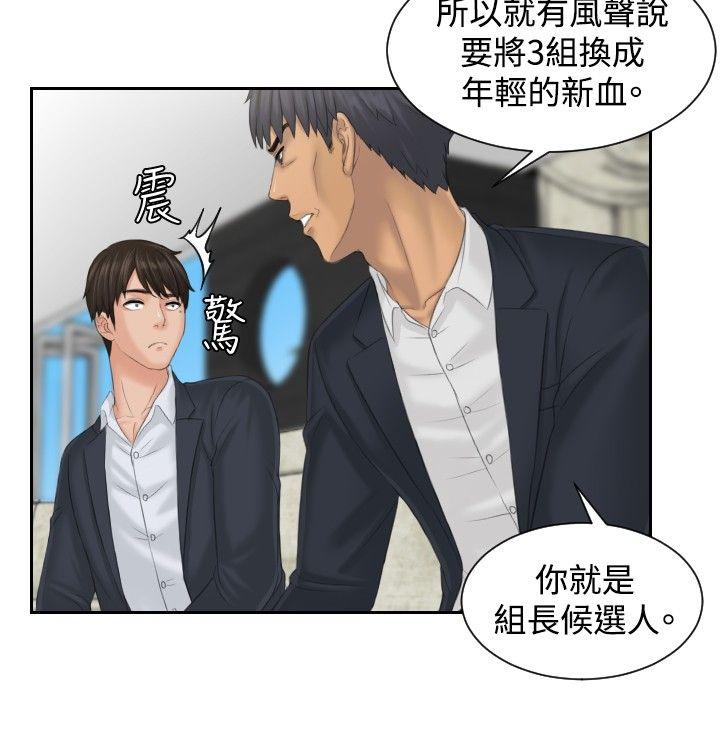 所以就有風聲說
要將3組換成
年輕的新血。
震
驚
你就是
組長候選人。